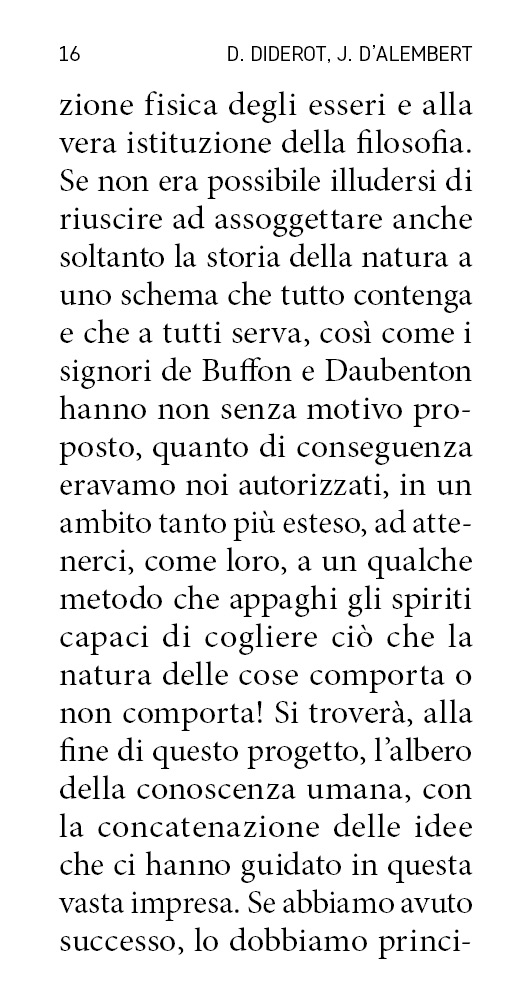 16 D. DIDEROT, J. D’ALEMBERT
zione fisica degli esseri e alla
vera istituzione della filosofia.
Se non era possibile illudersi di
riuscire ad assoggettare anche
soltanto la storia della natura a
uno schema che tutto contenga
e che a tutti serva, così come i
signori de Buffon e Daubenton
hanno non senza motivo pro-
posto, quanto di conseguenza
eravamo noi autorizzati, in un
ambito tanto più esteso, ad atte-
nerci, come loro, a un qualche
metodo che appaghi gli spiriti
capaci di cogliere ciò che la
natura delle cose comporta o
non comporta! Si troverà, alla
fine di questo progetto, l’albero
della conoscenza umana, con
la concatenazione delle idee
che ci hanno guidato in questa
vasta impresa. Se abbiamo avuto
successo, lo dobbiamo princi-